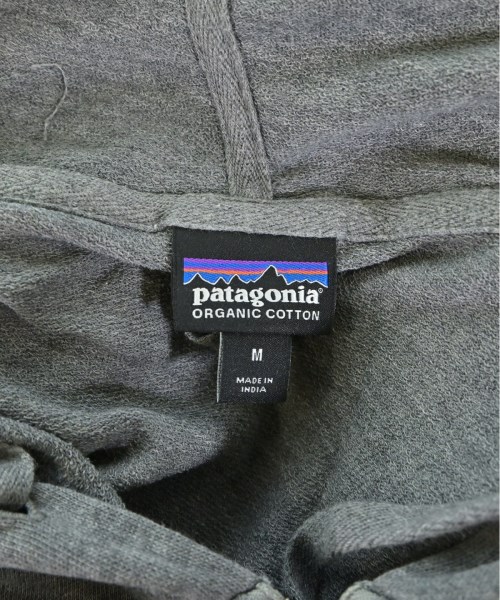 patagonia®
ORGANIC COTTON
M
MADE IN
INDIA